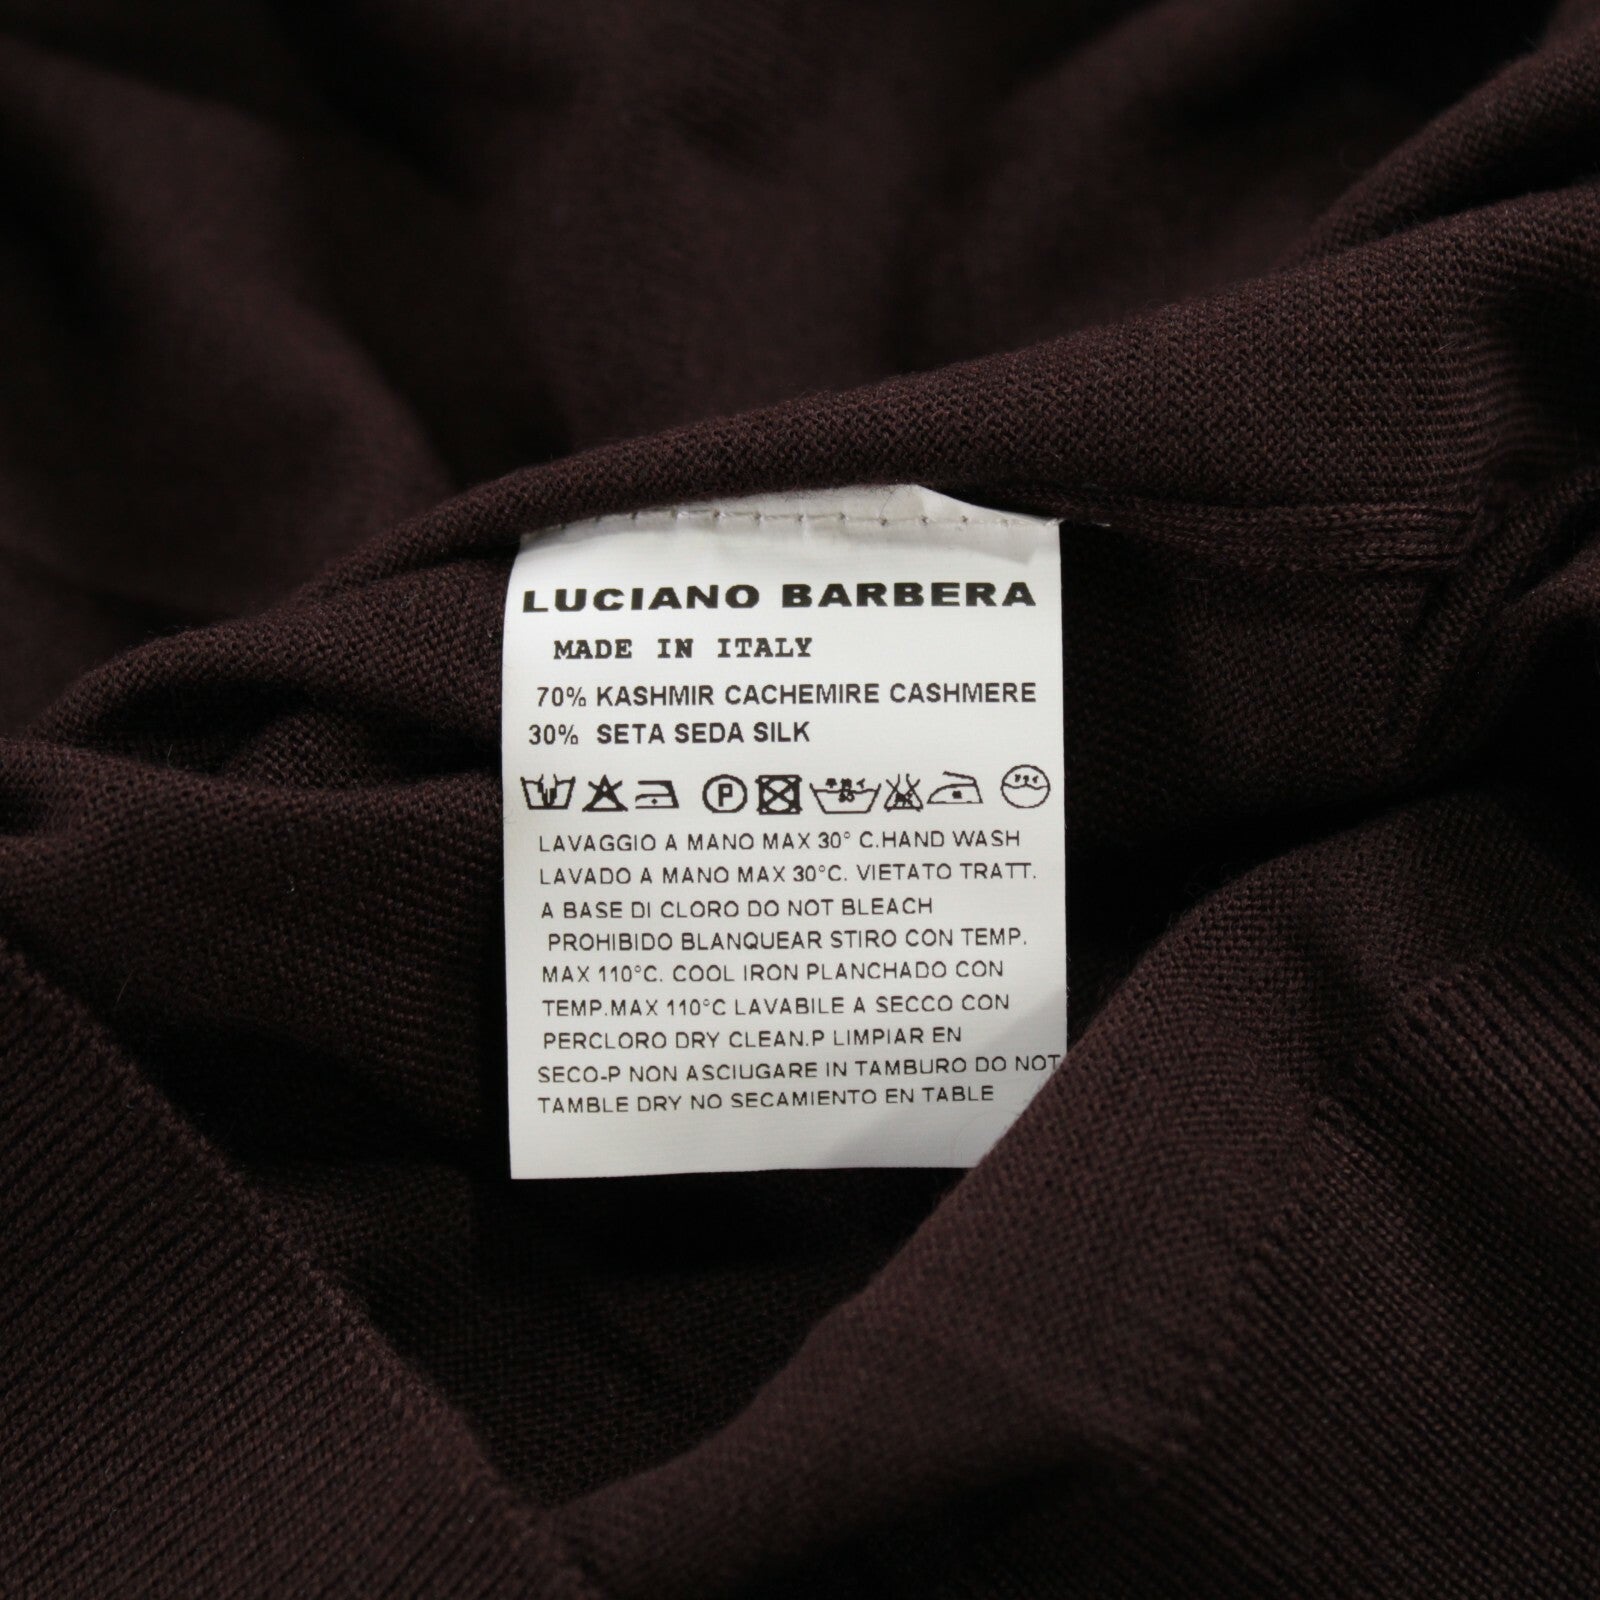 LUCIANO BARBERA
MADE IN ITALY
70% KASHMIR CACHEMIRE CASHMERE
30% SETA SEDA SILK
P
LAVAGGIO A MANO MAX 30° C.HAND WASH
LAVADO A MANO MAX 30°C. VIETATO TRATT.
A BASE DI CLORO DO NOT BLEACH
PROHIBIDO BLANQUEAR STIRO CON TEMP.
MAX 110°C. COOL IRON PLANCHADO CON
TEMP.MAX 110°C LAVABILE A SECCO CON
PERCLORO DRY CLEAN.P LIMPIAR EN
SECO-P NON ASCIUGARE IN TAMBURO DO NOT
TAMBLE DRY NO SECAMIENTO EN TABLE